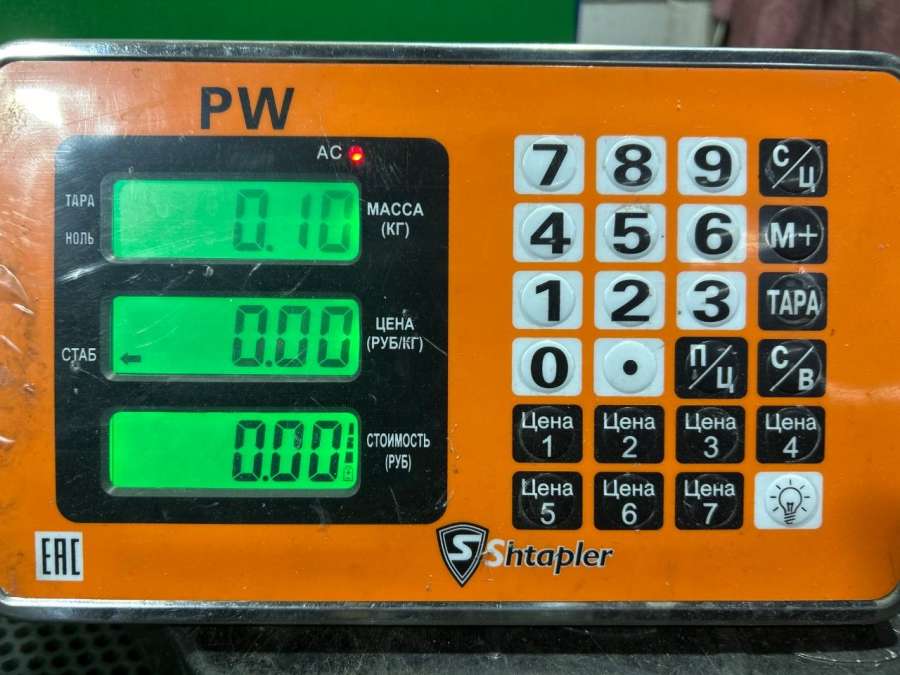 PW
AC
ТАРА
НОЛЬ
0.10
МАССА
(КГ)
СТАБ
0.00
ЦЕНА
(РУБ/КГ)
0.00
СТОИМОСТЬ
(РУБ)
7 8 9 С/Ц
4 5 6 М+
1 2 3 ТАРА
0 • П/Ц С/В
Цена 1 Цена 2 Цена 3 Цена 4
Цена 5 Цена 6 Цена 7
EAC
S-Shtapler